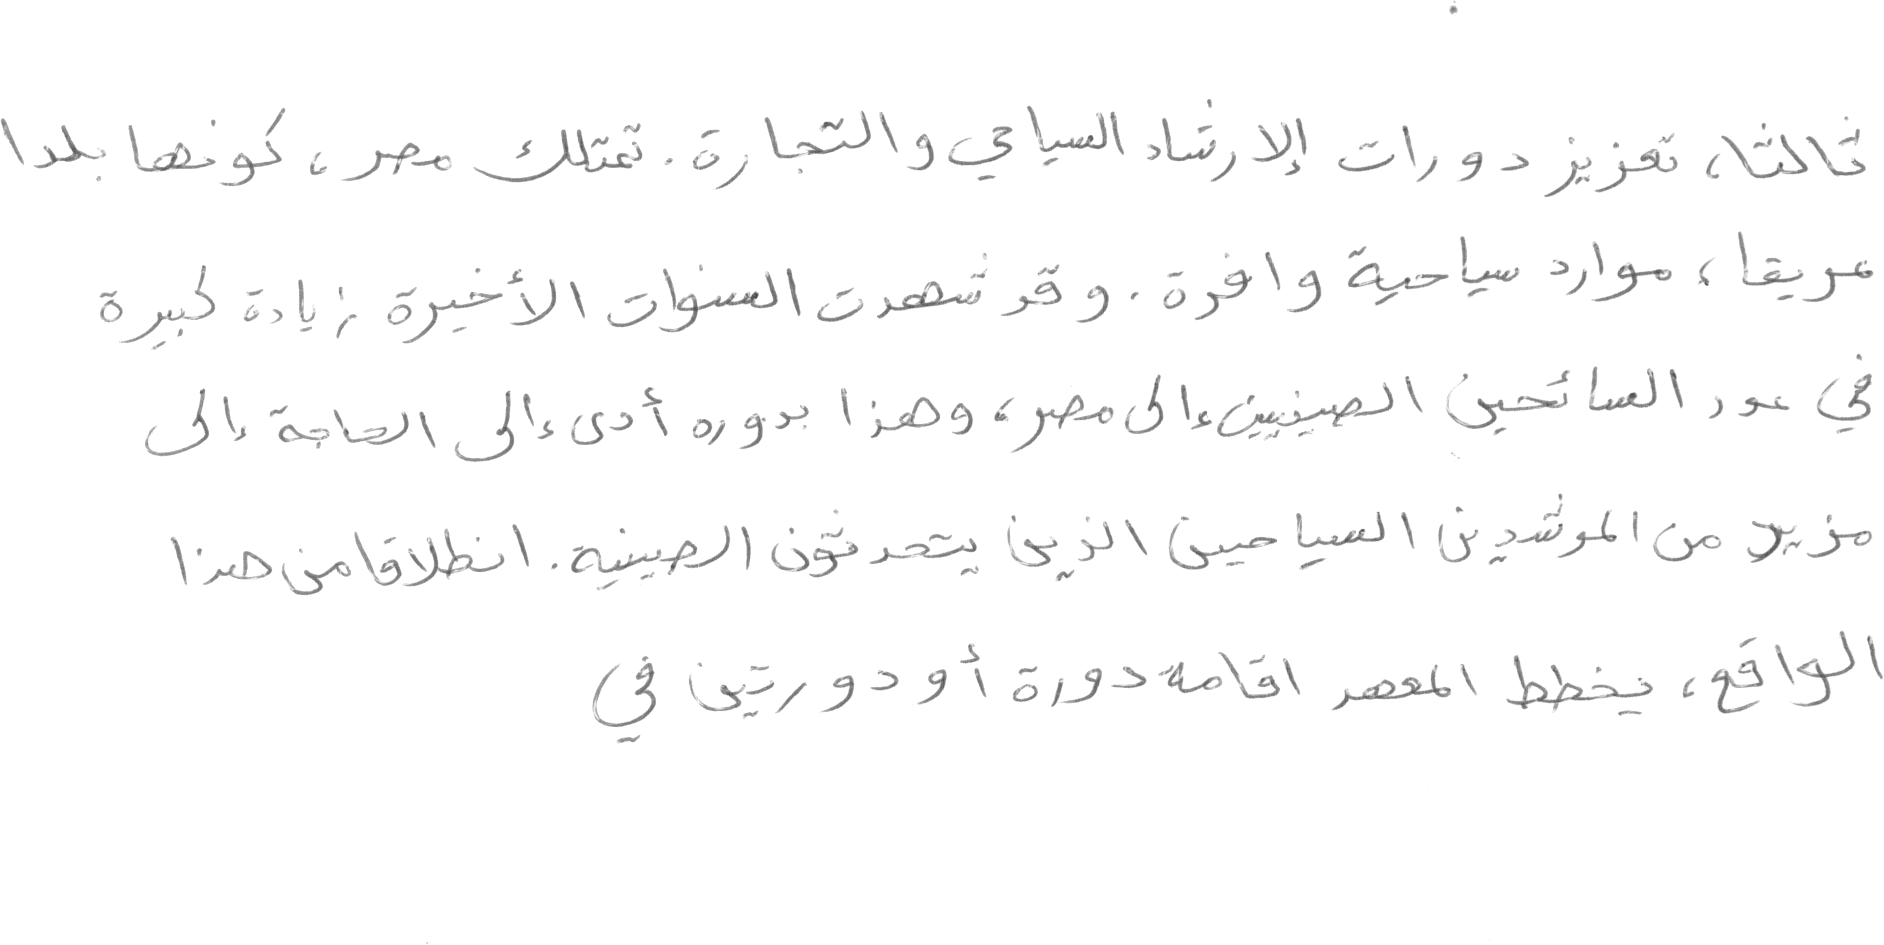 ثالثا، تعزيز دورات إلارشاد السياحي والتجارة. تمتلك مصر، كونها بلدا
عريقا، موارد سياحية وافرة. وقد شهدت السنوات الأخيرة زيادة كبيرة
في عدد السائحين الصينيين إلى مصر، وهذا بدوره أدى إلى الحاجة إلى
مزيد من المرشدين السياحيين الذين يتحدثون الصينية. انطلاقا من هذا
الواقع، يخطط المعهد اقامة دورة أو دورتين في